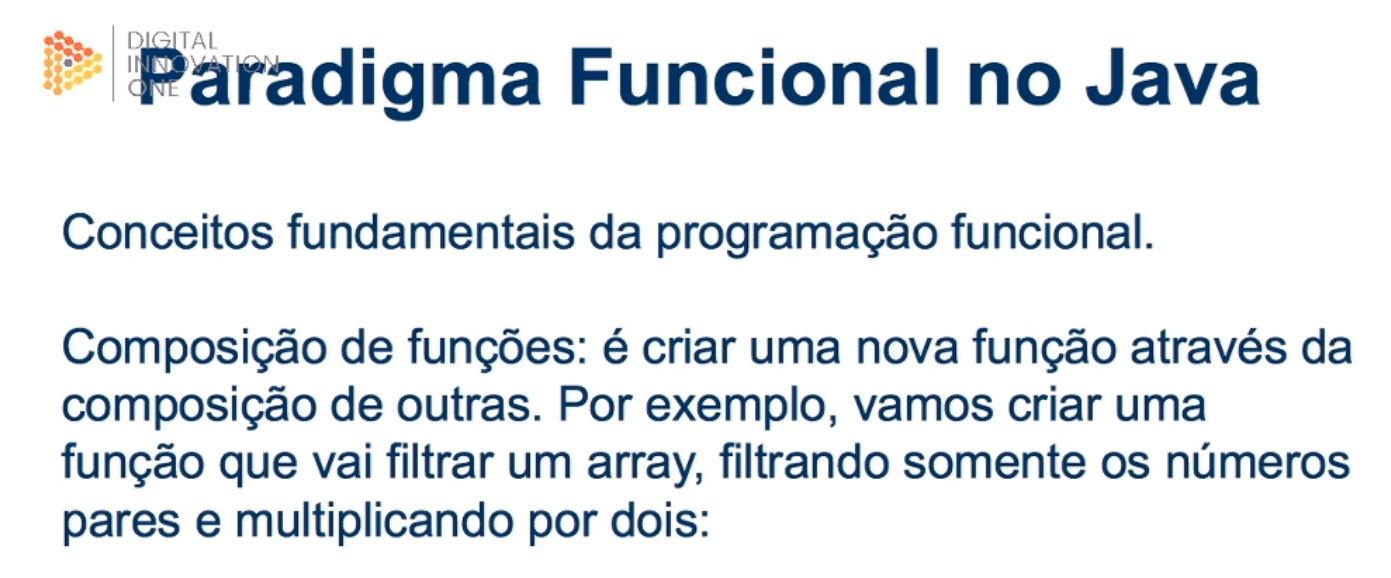 DIGITAL
INNOVATION
ONE
Paradigma Funcional no Java
Conceitos fundamentais da programação funcional.
Composição de funções: é criar uma nova função através da
composição de outras. Por exemplo, vamos criar uma
função que vai filtrar um array, filtrando somente os números
pares e multiplicando por dois: